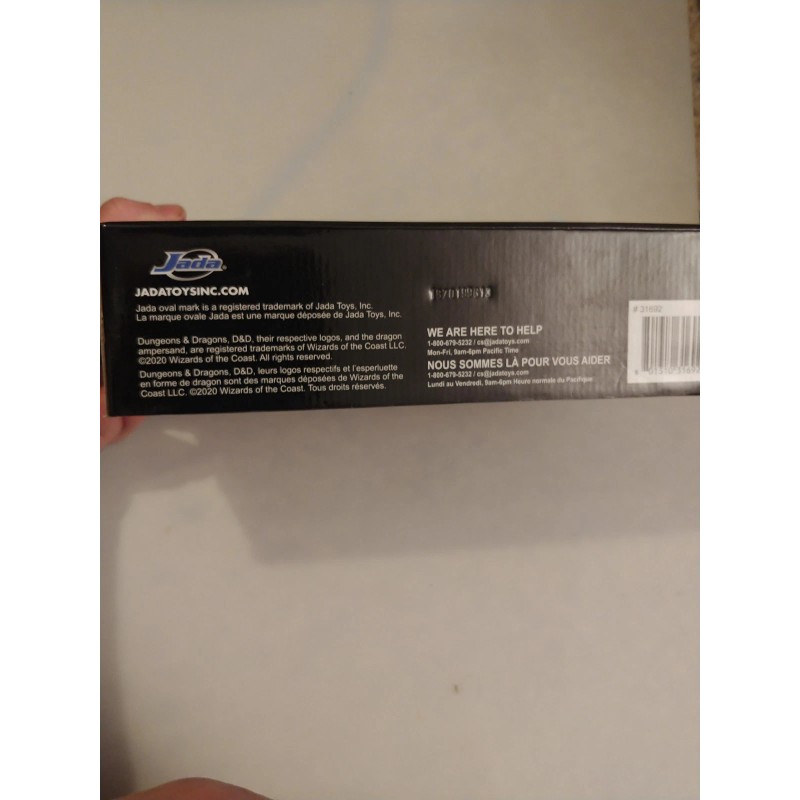 Jada
JADATOYSINC.COM
Jada oval mark is a registered trademark of Jada Toys, Inc.
La marque ovale Jada est une marque déposée de Jada Toys, Inc.
Dungeons & Dragons, D&D, their respective logos, and the dragon
ampersand, are registered trademarks of Wizards of the Coast LLC.
©2020 Wizards of the Coast. All rights reserved.
Dungeons & Dragons, D&D, leurs logos respectifs et l'esperluette
en forme de dragon sont des marques déposées de Wizards of the
Coast LLC. ©2020 Wizards of the Coast. Tous droits réservés.
WE ARE HERE TO HELP
1-800-679-5232 / cs@jadatoys.com
Mon-Fri, 9am-6pm Pacific Time
NOUS SOMMES LÀ POUR VOUS AIDER
1-800-679-5232 / cs@jadatoys.com
Lundi au Vendredi, 9am-6pm Heure normale du Pacifique
# 31692